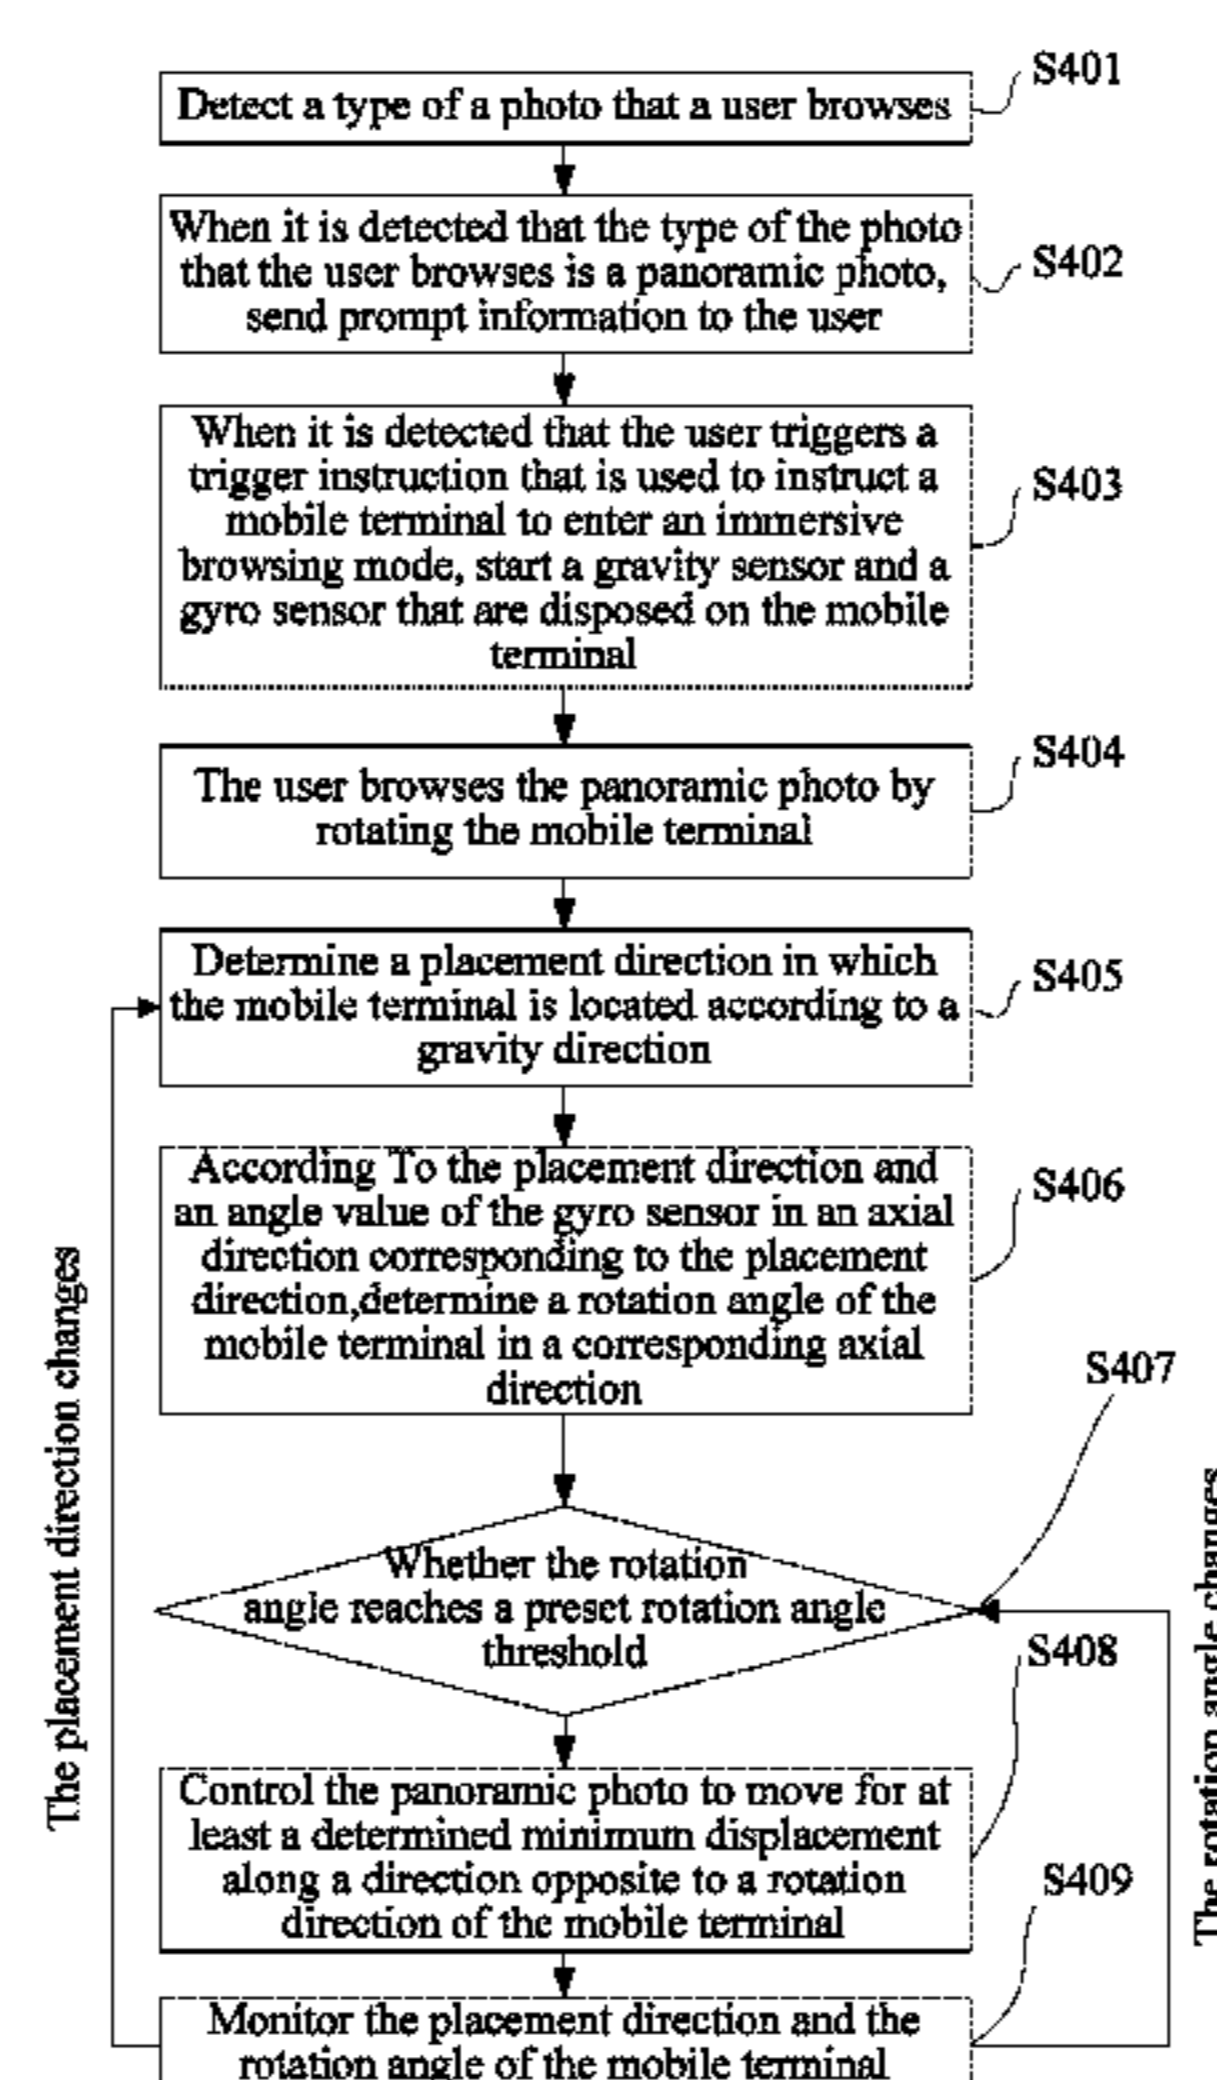 S401
Detect a type of a photo that a user browses
When it is detected that the type of the photo
that the user browses is a panoramic photo,
send prompt information to the user
S402
When it is detected that the user triggers a
trigger instruction that is used to instruct a
mobile terminal to enter an immersive
browsing mode, start a gravity sensor and a
gyro sensor that are disposed on the mobile
terminal
S403
The user browses the panoramic photo by
rotating the mobile terminal
S404
Determine a placement direction in which
the mobile terminal is located according to a
gravity direction
S405
According To the placement direction and
an angle value of the gyro sensor in an axial
direction corresponding to the placement
direction,determine a rotation angle of the
mobile terminal in a corresponding axial
direction
S406
S407
Whether the rotation
angle reaches a preset rotation angle
threshold
S408
Control the panoramic photo to move for at
least a determined minimum displacement
along a direction opposite to a rotation
direction of the mobile terminal
S409
Monitor the placement direction and the
rotation angle of the mobile terminal
The placement direction changes
The rotation angle changes